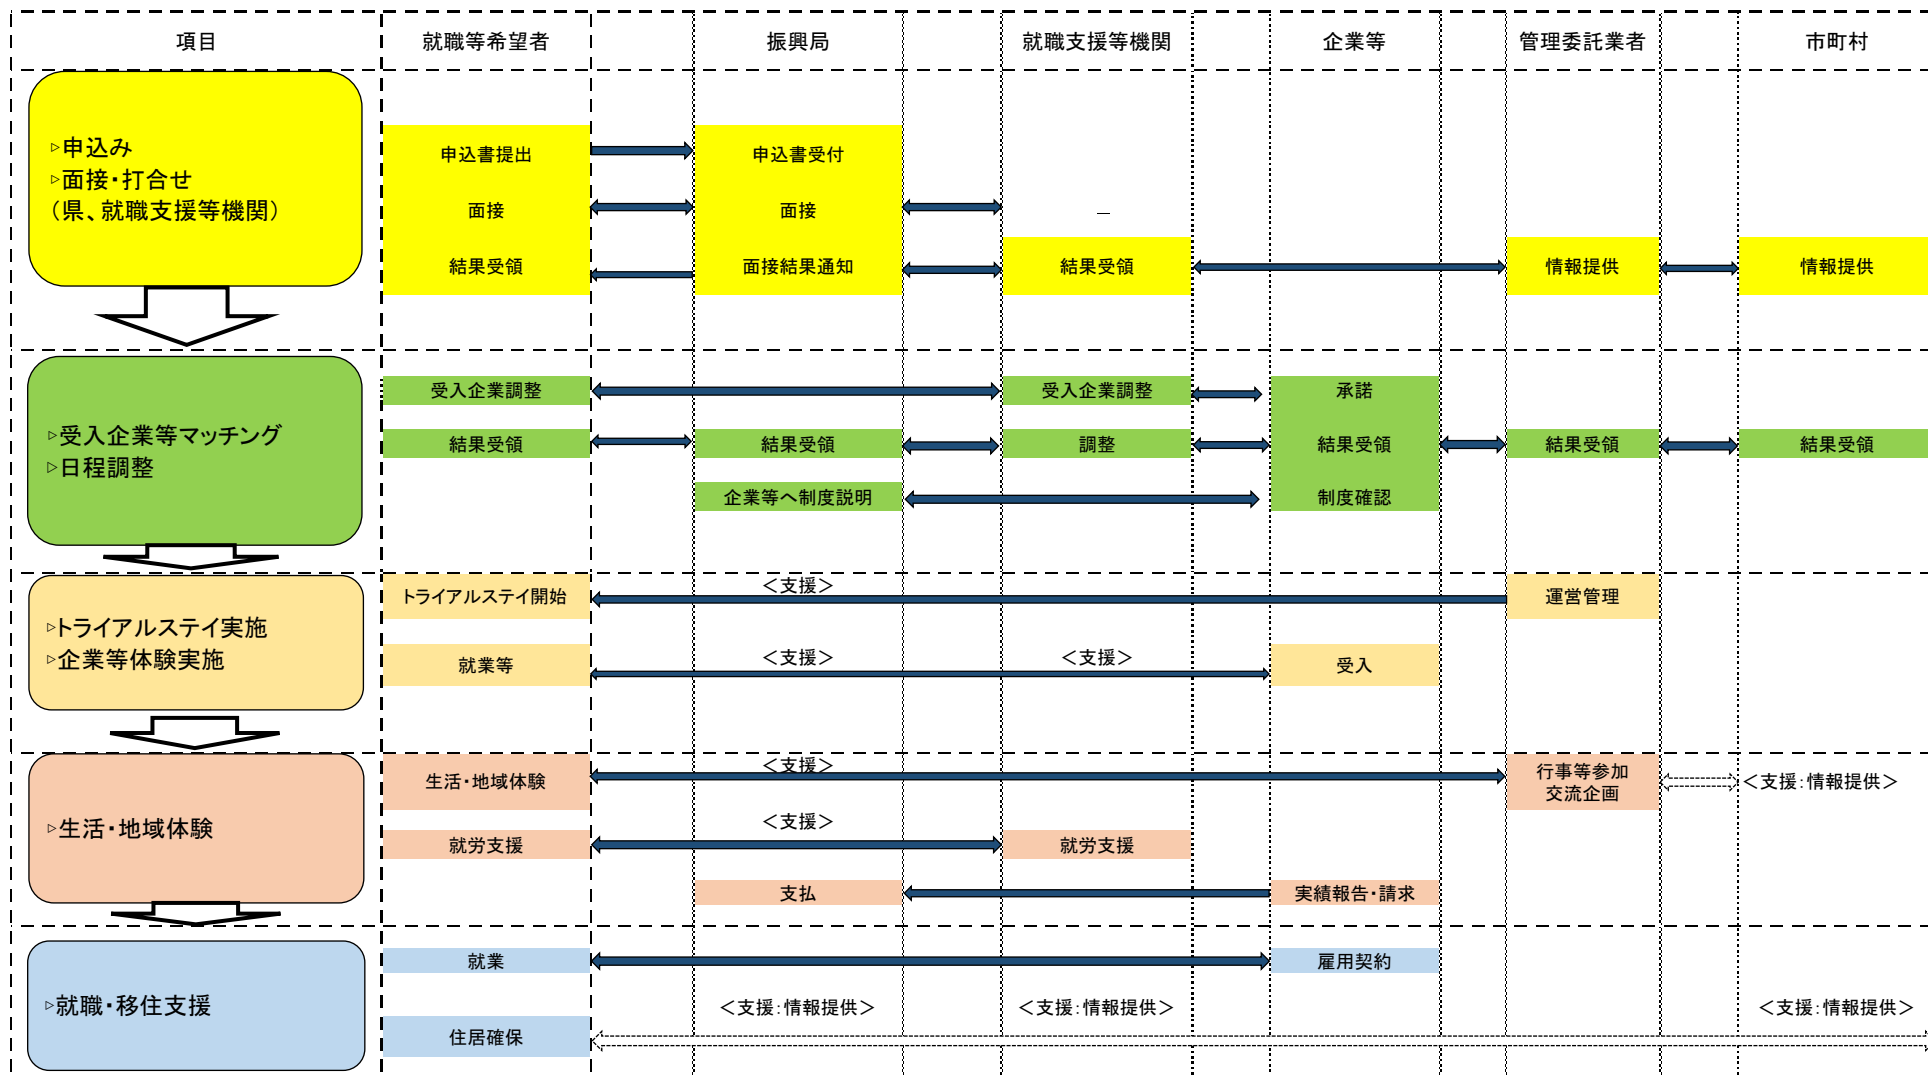 項目
就職等希望者
振興局
就職支援等機関
企業等
管理委託業者
市町村
▷申込み
▷面接・打合せ
（県、就職支援等機関）
申込書提出
申込書受付
面接
面接
－
結果受領
面接結果通知
結果受領
情報提供
情報提供
▷受入企業等マッチング
▷日程調整
受入企業調整
受入企業調整
承諾
結果受領
結果受領
調整
結果受領
結果受領
結果受領
企業等へ制度説明
制度確認
▷トライアルステイ実施
▷企業等体験実施
トライアルステイ開始
＜支援＞
運営管理
就業等
＜支援＞
＜支援＞
受入
▷生活・地域体験
生活・地域体験
＜支援＞
行事等参加
交流企画
＜支援：情報提供＞
＜支援＞
就労支援
就労支援
支払
実績報告・請求
▷就職・移住支援
就業
雇用契約
＜支援：情報提供＞
＜支援：情報提供＞
＜支援：情報提供＞
住居確保